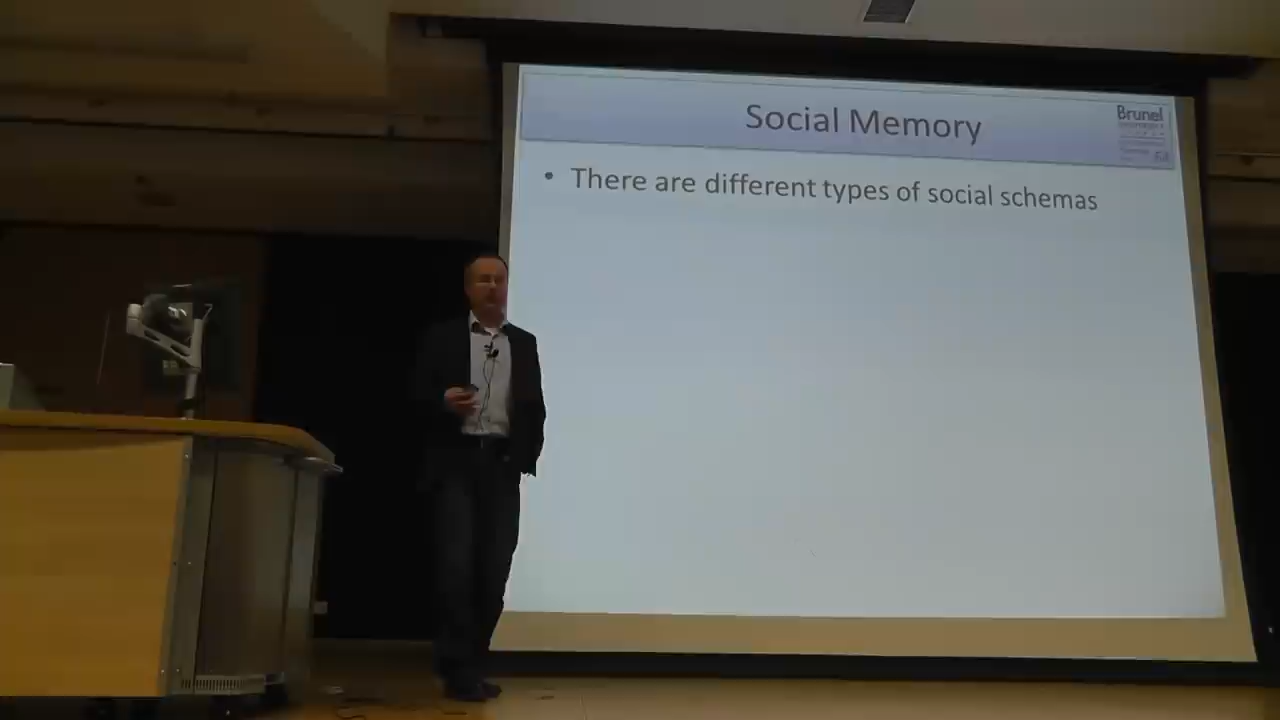 Social Memory
Brunel
• There are different types of social schemas